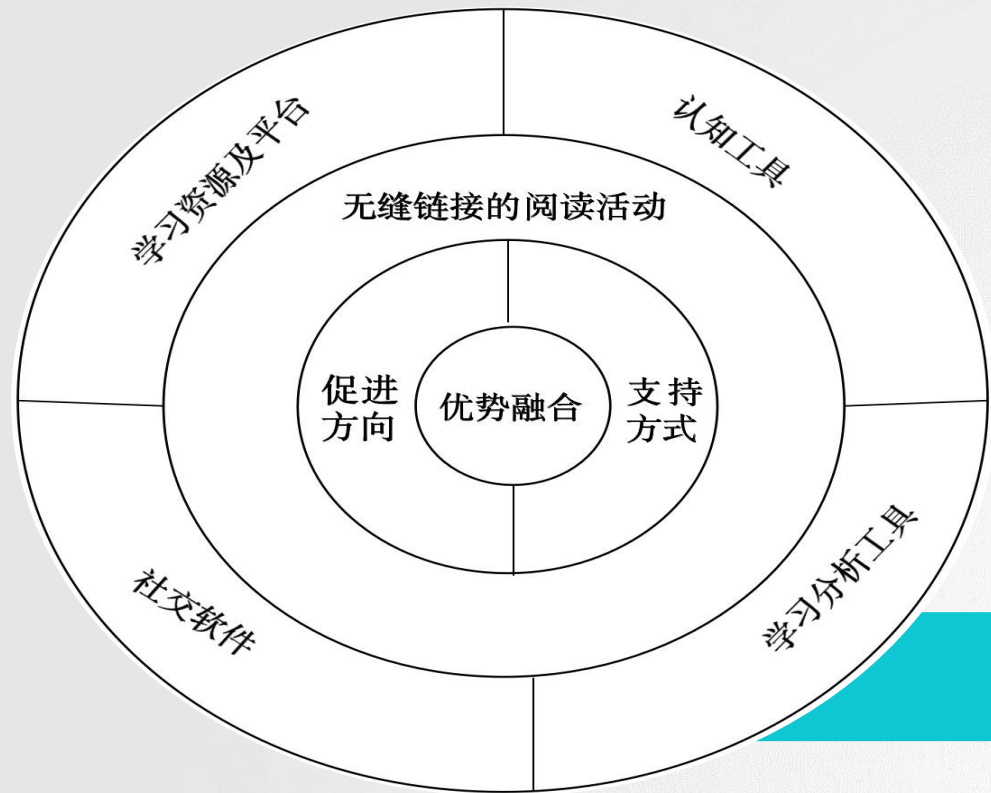 学习资源及平台
认知工具
无缝链接的阅读活动
促进
方向
优势融合
支持
方式
社交软件
学习分析工具